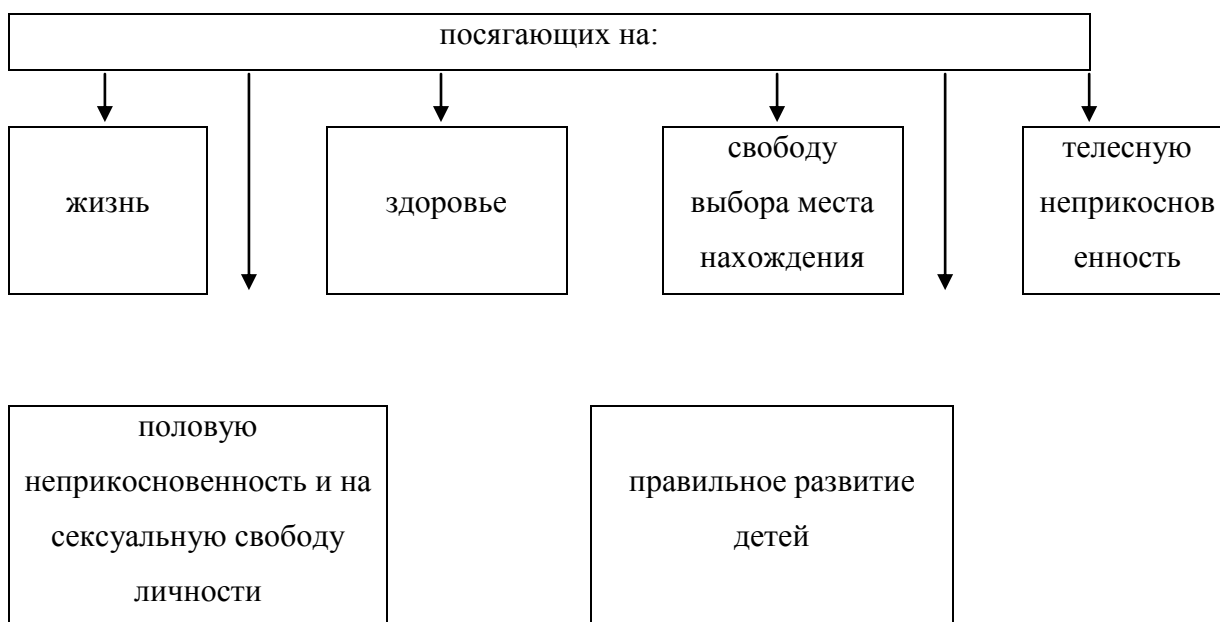 посягающих на:
жизнь
здоровье
свободу
выбора места
нахождения
телесную
неприкоснов
енность
половую
неприкосновенность и на
сексуальную свободу
личности
правильное развитие
детей